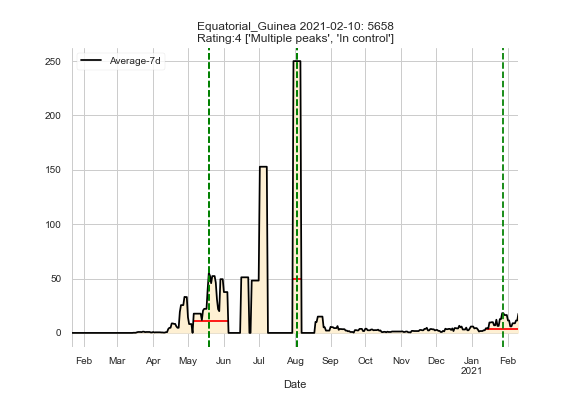 Equatorial_Guinea 2021-02-10: 5658
Rating:4 ['Multiple peaks', 'In control']
Average-7d
250
200
150
100
50
0
Feb Mar Apr May Jun Jul Aug Sep Oct Nov Dec Jan Feb
2021
Date